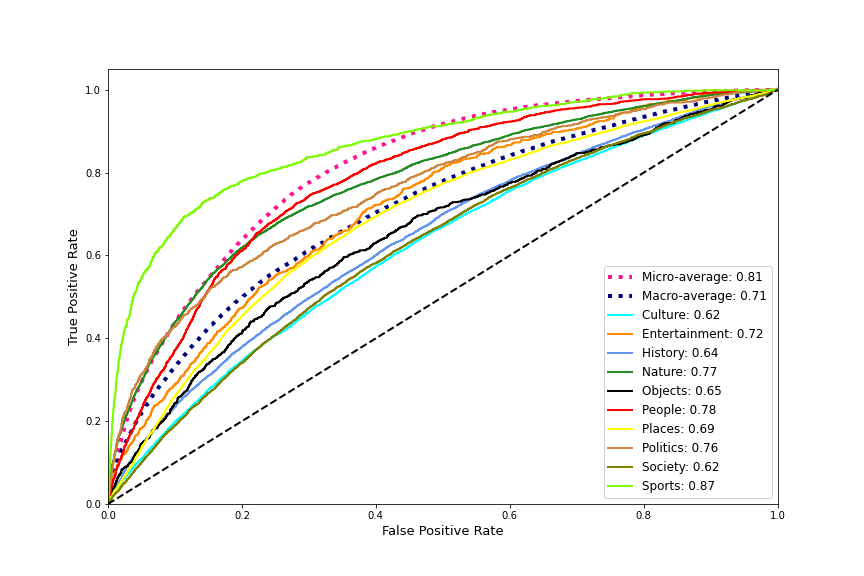 1.0
0.8
0.6
0.4
0.2
0.0
True Positive Rate
0.0 0.2 0.4 0.6 0.8 1.0
False Positive Rate
Micro-average: 0.81
Macro-average: 0.71
Culture: 0.62
Entertainment: 0.72
History: 0.64
Nature: 0.77
Objects: 0.65
People: 0.78
Places: 0.69
Politics: 0.76
Society: 0.62
Sports: 0.87